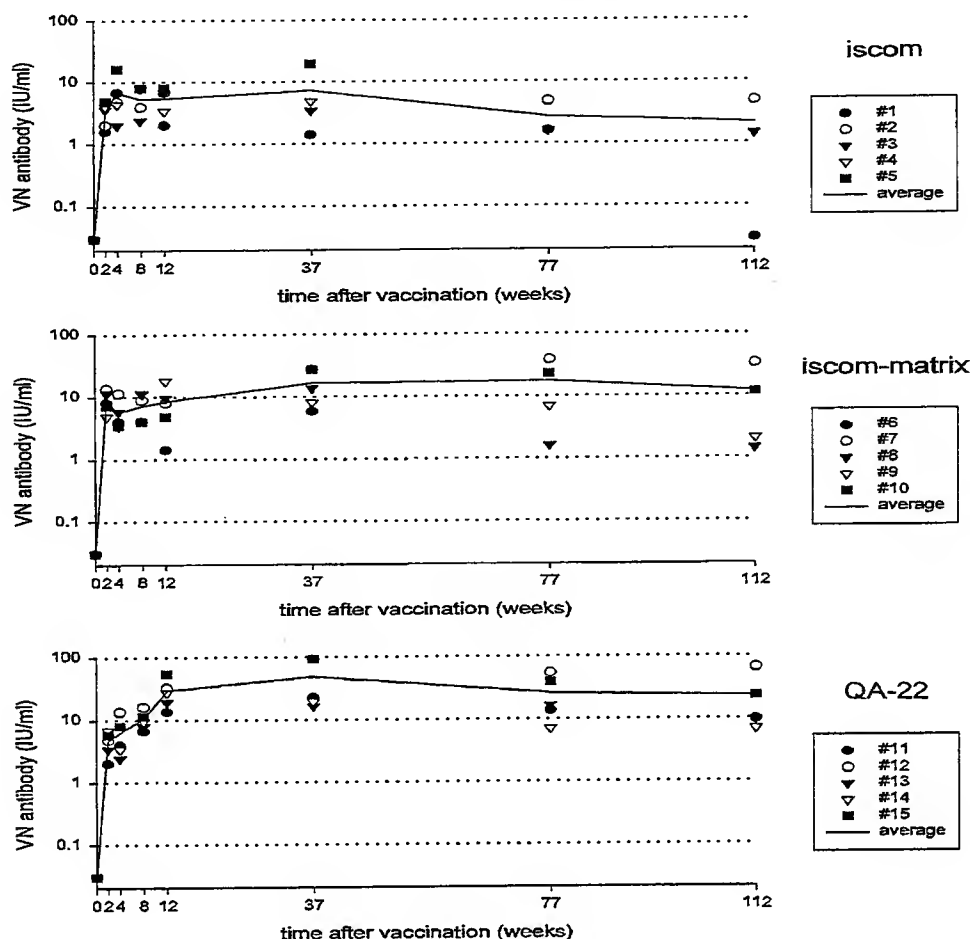 iscom
VN antibody (IU/ml)
100
10
1
0.1
#1
#2
#3
#4
#5
average
0 2 4 8 12 37 77 112
time after vaccination (weeks)
iscom-matrix
VN antibody (IU/ml)
100
10
1
0.1
#6
#7
#8
#9
#10
average
0 2 4 8 12 37 77 112
time after vaccination (weeks)
QA-22
VN antibody (IU/ml)
100
10
1
0.1
#11
#12
#13
#14
#15
average
0 2 4 8 12 37 77 112
time after vaccination (weeks)